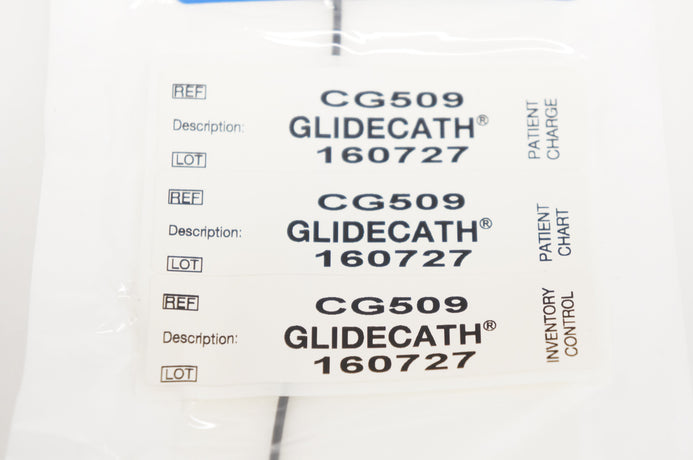 REF CG509
Description: GLIDECATH®
LOT 160727
PATIENT
CHARGE
REF CG509
Description: GLIDECATH®
LOT 160727
PATIENT
CHART
REF CG509
Description: GLIDECATH®
LOT 160727
INVENTORY
CONTROL